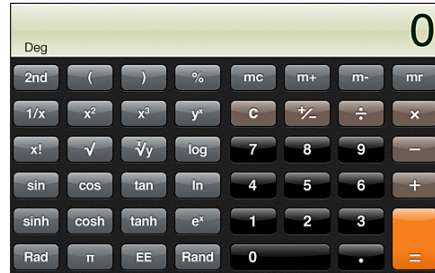 0
Deg
2nd ( ) % mc m+ m- mr
1/x x² x³ yˣ C +/− ÷ ×
x! √ ˣ√y log 7 8 9 −
sin cos tan ln 4 5 6 +
sinh cosh tanh eˣ 1 2 3
Rad π EE Rand 0 . =